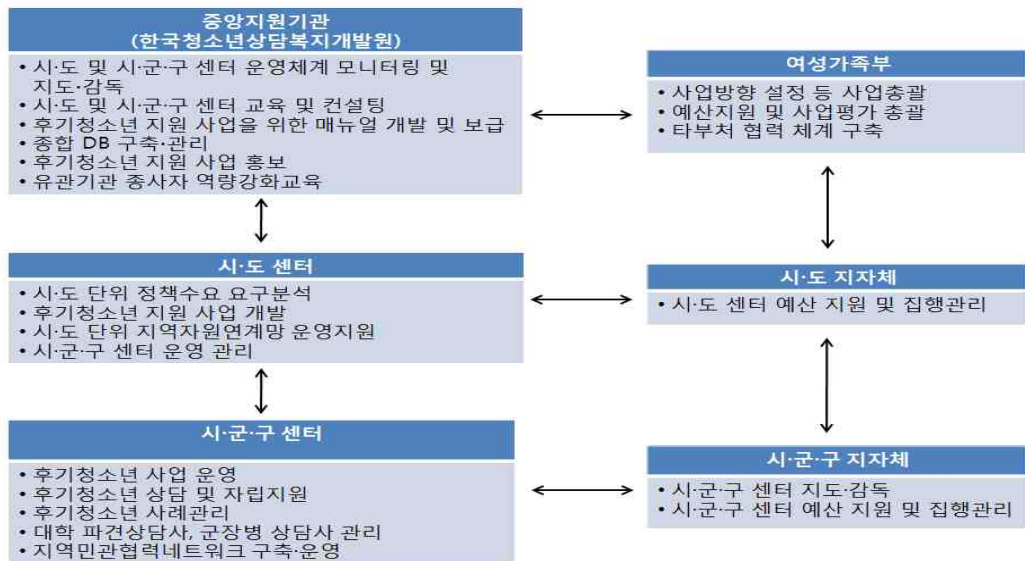 중앙지원기관
(한국청소년상담복지개발원)
• 시·도 및 시·군·구 센터 운영체계 모니터링 및
지도·감독
• 시·도 및 시·군·구 센터 교육 및 컨설팅
• 후기청소년 지원 사업을 위한 매뉴얼 개발 및 보급
• 종합 DB 구축·관리
• 후기청소년 지원 사업 홍보
• 유관기관 종사자 역량강화교육
여성가족부
• 사업방향 설정 등 사업총괄
• 예산지원 및 사업평가 총괄
• 타부처 협력 체계 구축
시·도 센터
• 시·도 단위 정책수요 요구분석
• 후기청소년 지원 사업 개발
• 시·도 단위 지역자원연계망 운영지원
• 시·군·구 센터 운영 관리
시·도 지자체
• 시·도 센터 예산 지원 및 집행관리
시·군·구 센터
• 후기청소년 사업 운영
• 후기청소년 상담 및 자립지원
• 후기청소년 사례관리
• 대학 파견상담사, 군장병 상담사 관리
• 지역민관협력네트워크 구축·운영
시·군·구 지자체
• 시·군·구 센터 지도·감독
• 시·군·구 센터 예산 지원 및 집행관리